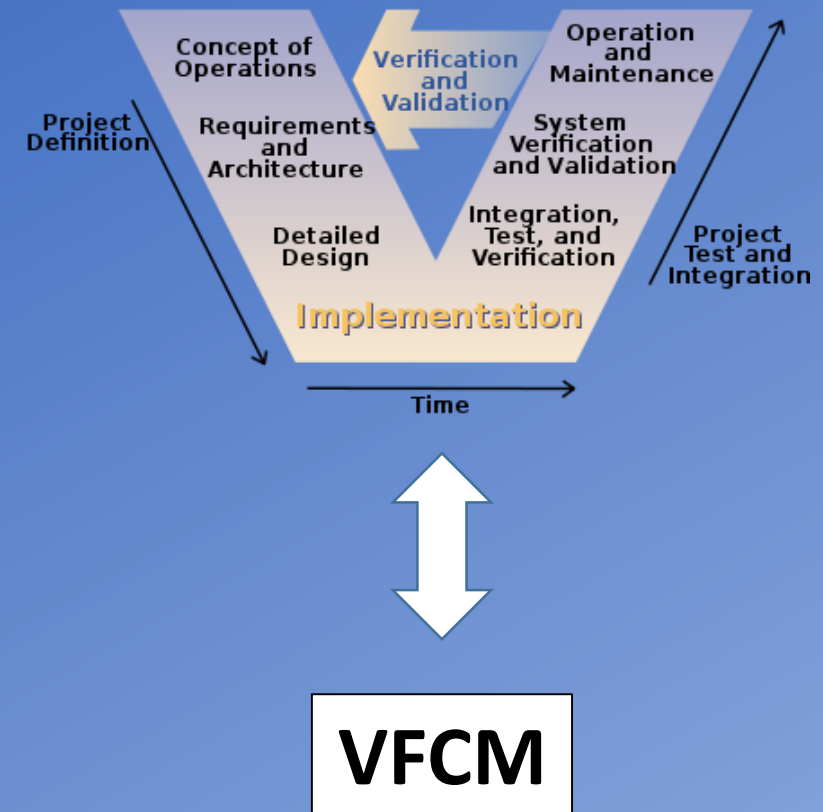 Concept of
Operations
Verification
and
Validation
Operation
and
Maintenance
Project
Definition
Requirements
and
Architecture
System
Verification
and Validation
Detailed
Design
Integration,
Test, and
Verification
Project
Test and
Integration
Implementation
Time
VFCM